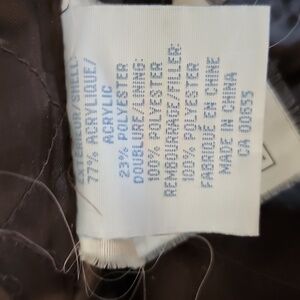 EXTERIEUR/SHELL:
77% ACRYLIQUE/
ACRYLIC
23% POLYESTER
DOUBLURE/LINING:
100% POLYESTER
REMBOURRAGE/FILLER:
100% POLYESTER
FABRIQUÉ EN CHINE
MADE IN CHINA
CA 00655